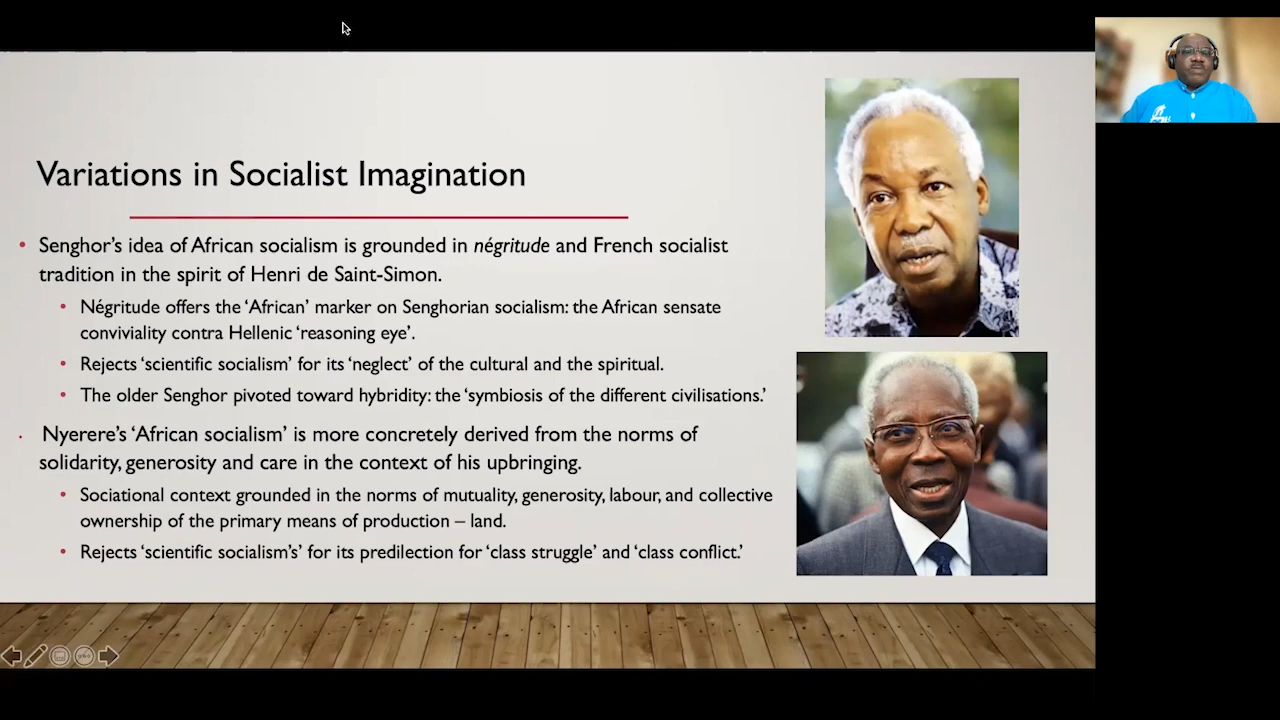 Variations in Socialist Imagination
• Senghor’s idea of African socialism is grounded in négritude and French socialist
tradition in the spirit of Henri de Saint-Simon.
• Négritude offers the ‘African’ marker on Senghorian socialism: the African sensate
conviviality contra Hellenic ‘reasoning eye’.
• Rejects ‘scientific socialism’ for its ‘neglect’ of the cultural and the spiritual.
• The older Senghor pivoted toward hybridity: the ‘symbiosis of the different civilisations.’
• Nyerere’s ‘African socialism’ is more concretely derived from the norms of
solidarity, generosity and care in the context of his upbringing.
• Sociational context grounded in the norms of mutuality, generosity, labour, and collective
ownership of the primary means of production – land.
• Rejects ‘scientific socialism’s’ for its predilection for ‘class struggle’ and ‘class conflict.’